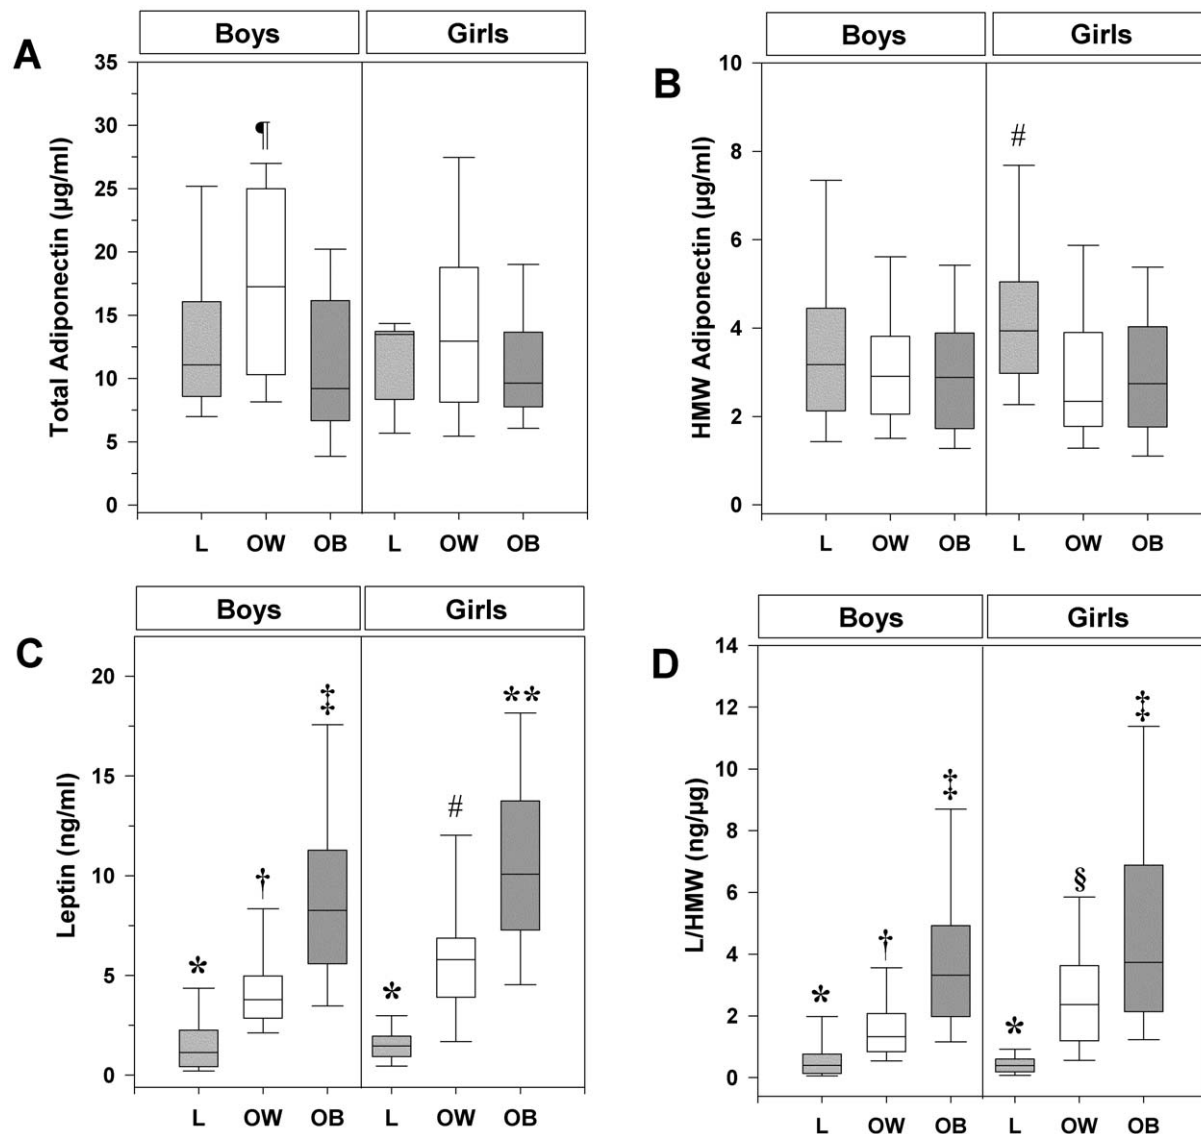 A
Boys Girls
Total Adiponectin (µg/ml)
35
30
25
20
15
10
5
0
¶
L OW OB L OW OB
B
Boys Girls
HMW Adiponectin (µg/ml)
10
8
6
4
2
0
#
L OW OB L OW OB
C
Boys Girls
Leptin (ng/ml)
20
15
10
5
0
* † ‡ * # **
L OW OB L OW OB
D
Boys Girls
L/HMW (ng/µg)
14
12
10
8
6
4
2
0
* † ‡ * § ‡
L OW OB L OW OB